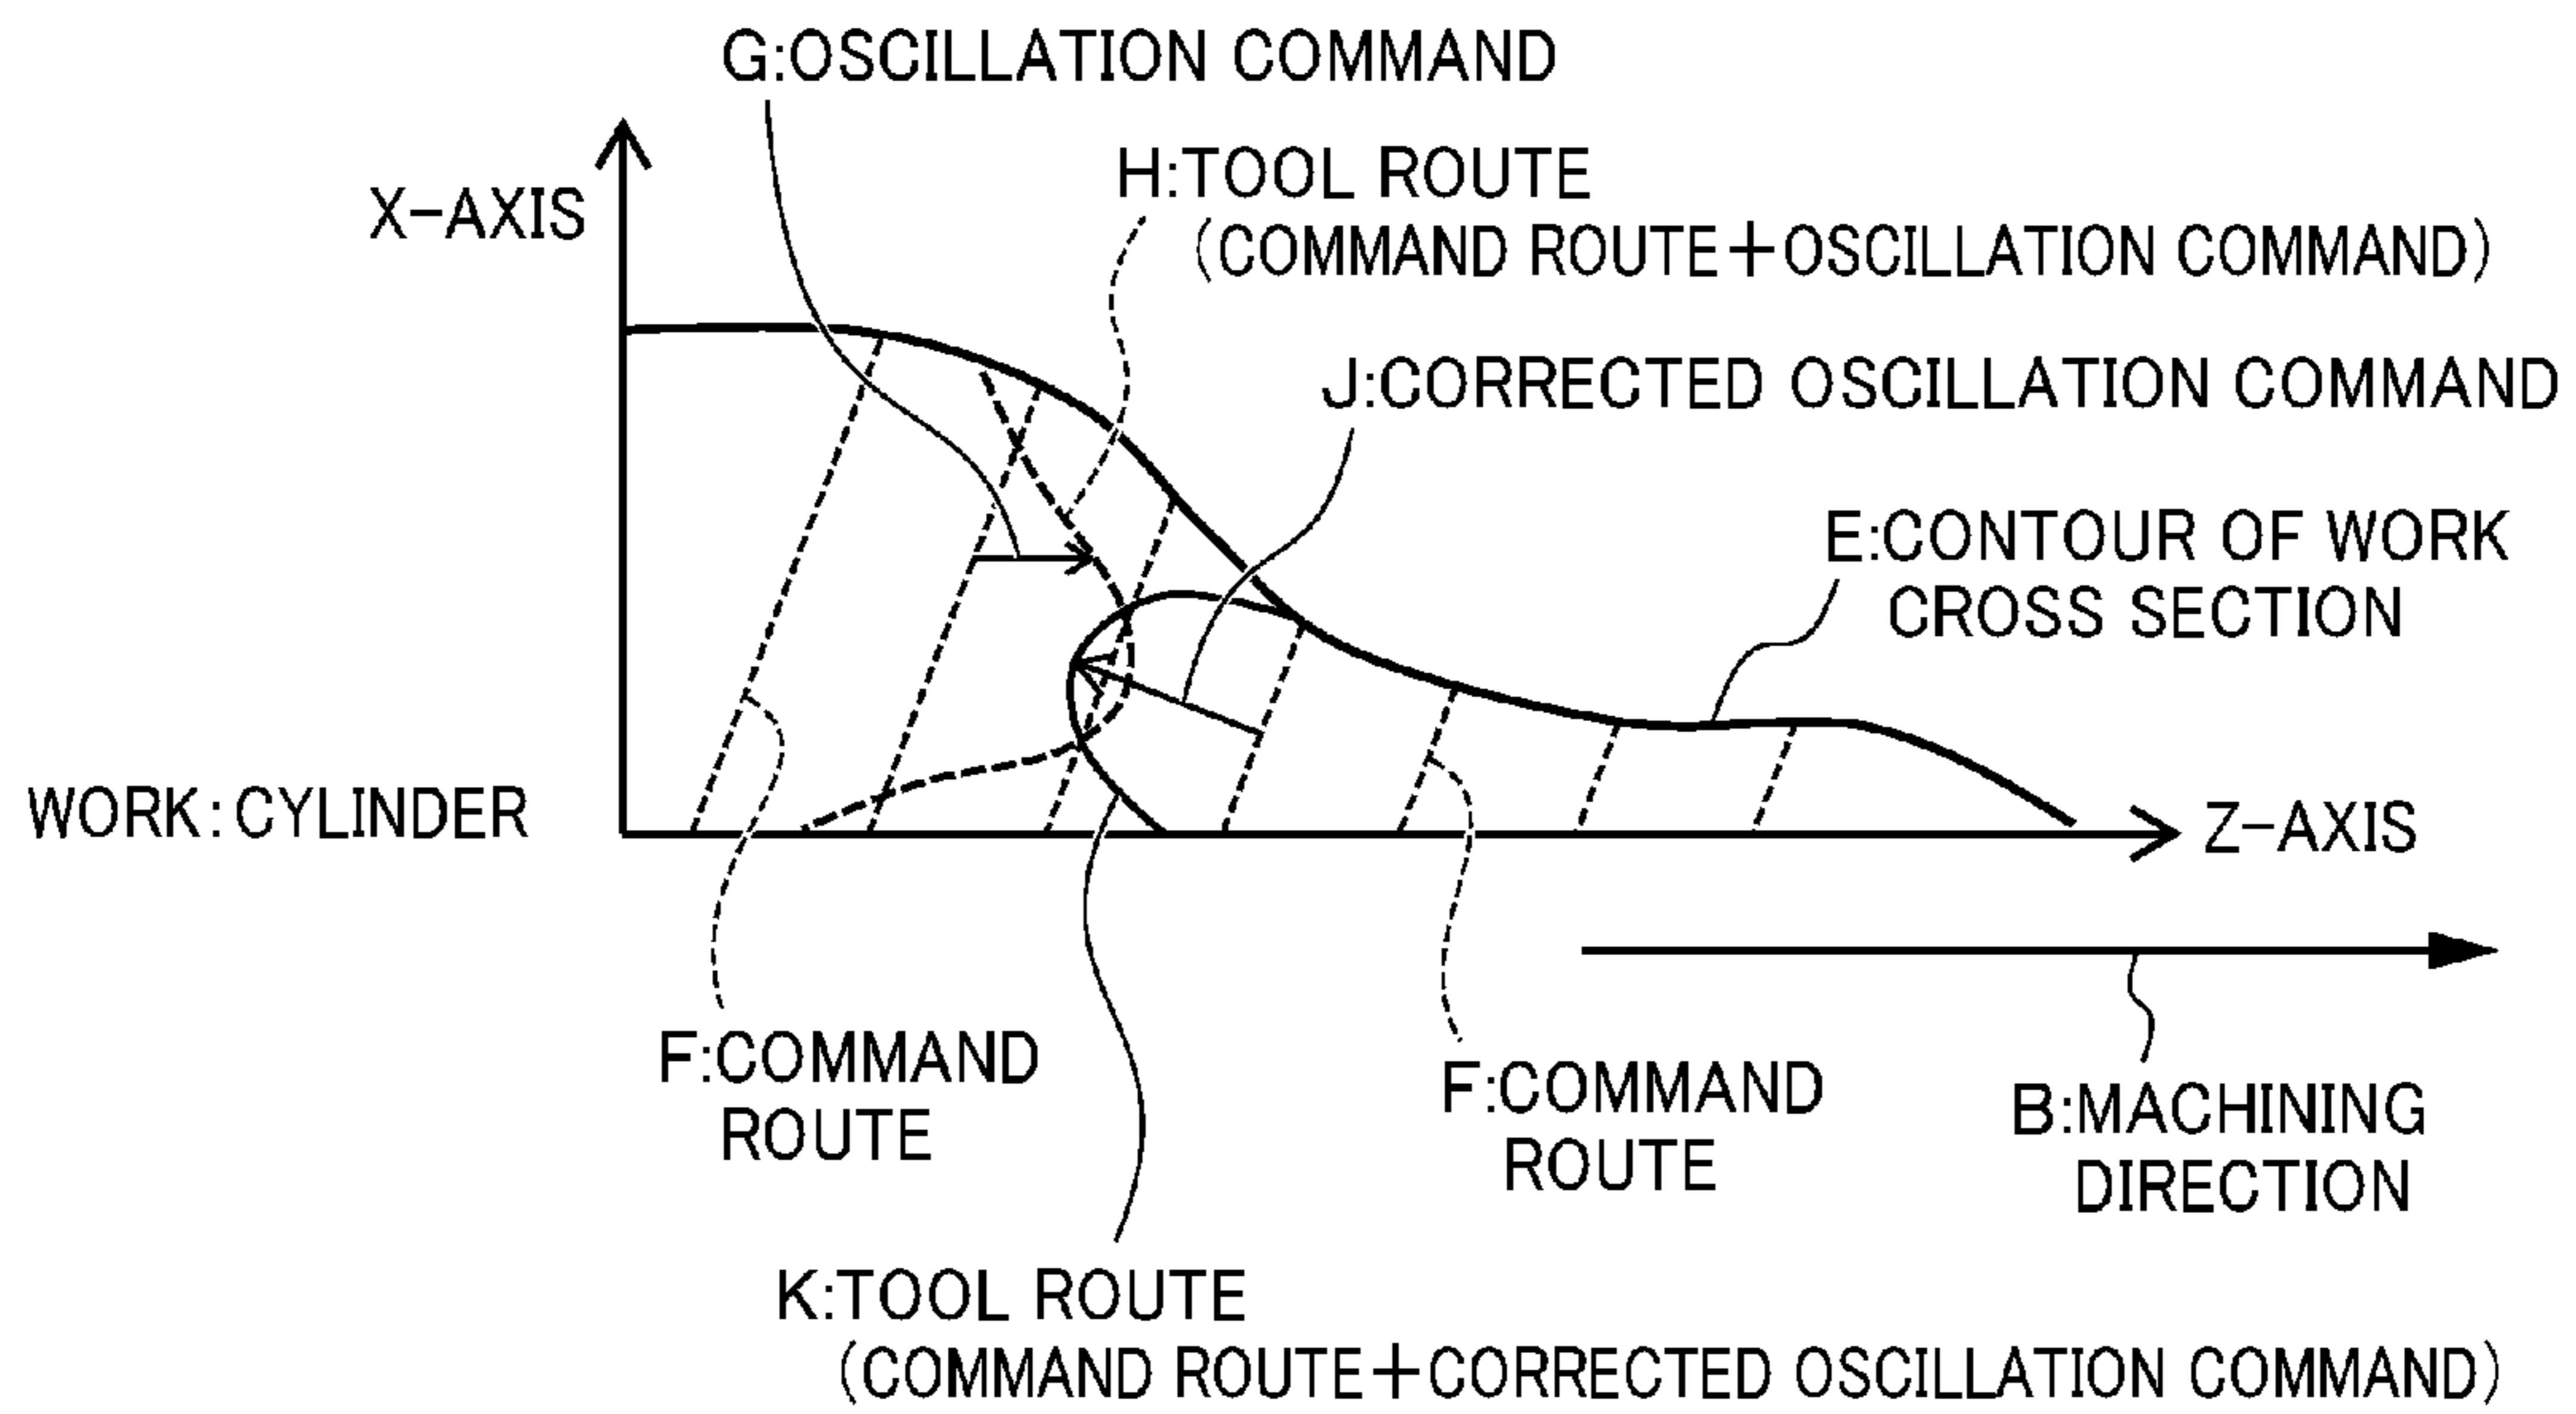 G:OSCILLATION COMMAND
H:TOOL ROUTE
(COMMAND ROUTE+OSCILLATION COMMAND)
X-AXIS
J:CORRECTED OSCILLATION COMMAND
E:CONTOUR OF WORK
CROSS SECTION
WORK:CYLINDER
Z-AXIS
F:COMMAND
ROUTE
F:COMMAND
ROUTE
B:MACHINING
DIRECTION
K:TOOL ROUTE
(COMMAND ROUTE+CORRECTED OSCILLATION COMMAND)